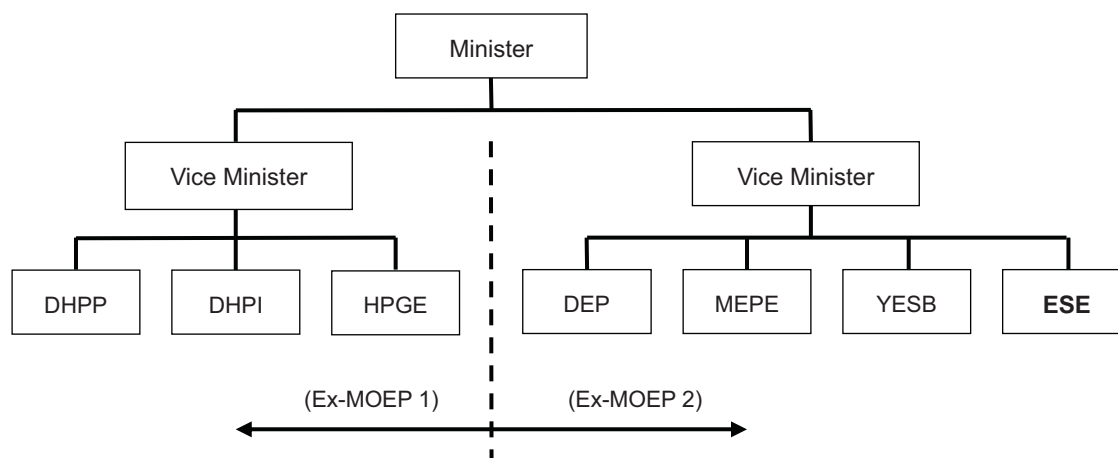 Minister
Vice Minister
Vice Minister
DHPP
DHPI
HPGE
DEP
MEPE
YESB
ESE
(Ex-MOEP 1)
(Ex-MOEP 2)